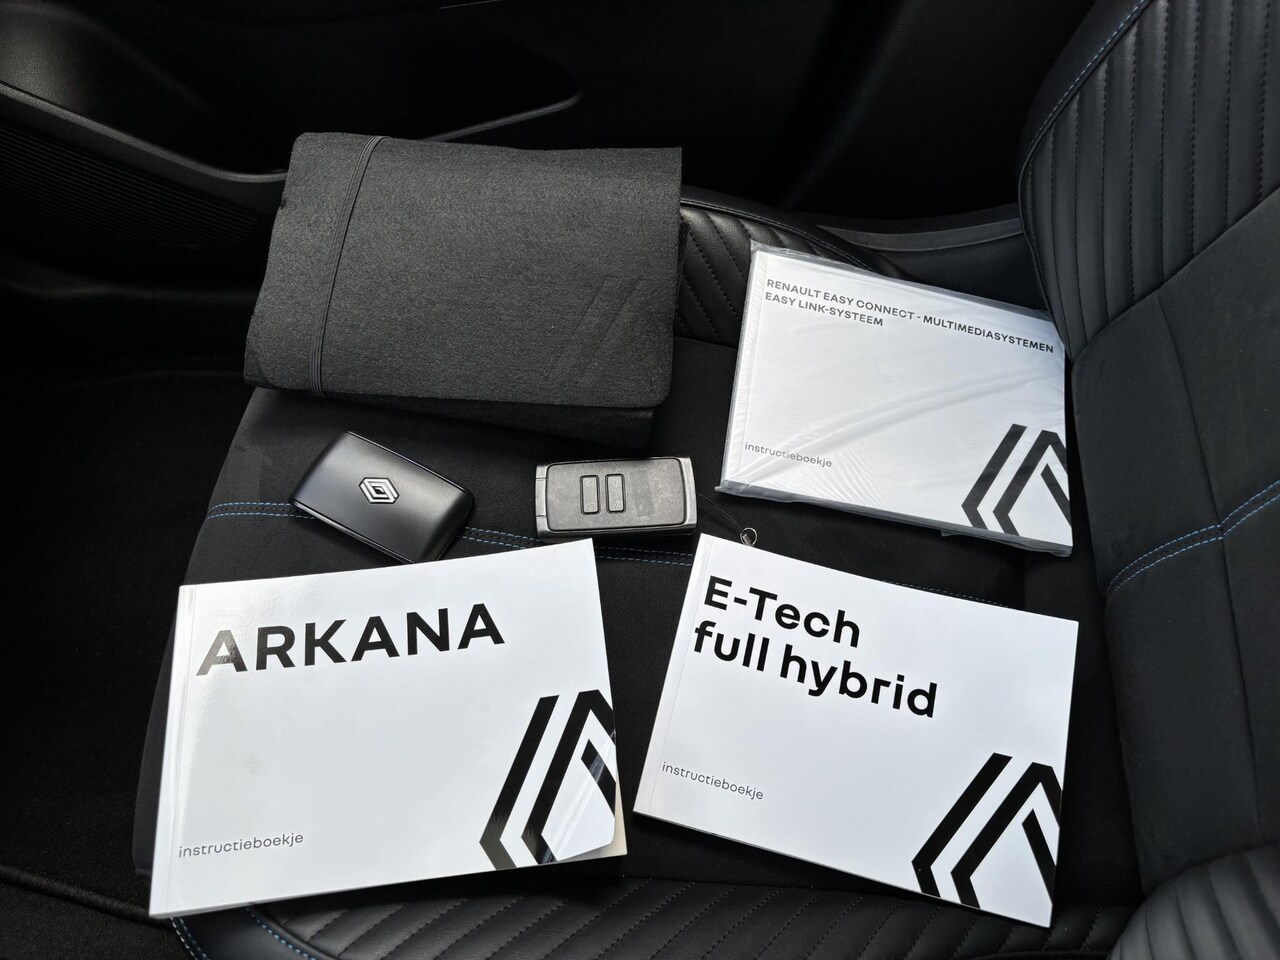 RENAULT EASY CONNECT - MULTIMEDIASYSTEMEN
EASY LINK-SYSTEEM
instructieboekje
ARKANA
instructieboekje
E-Tech
full hybrid
instructieboekje